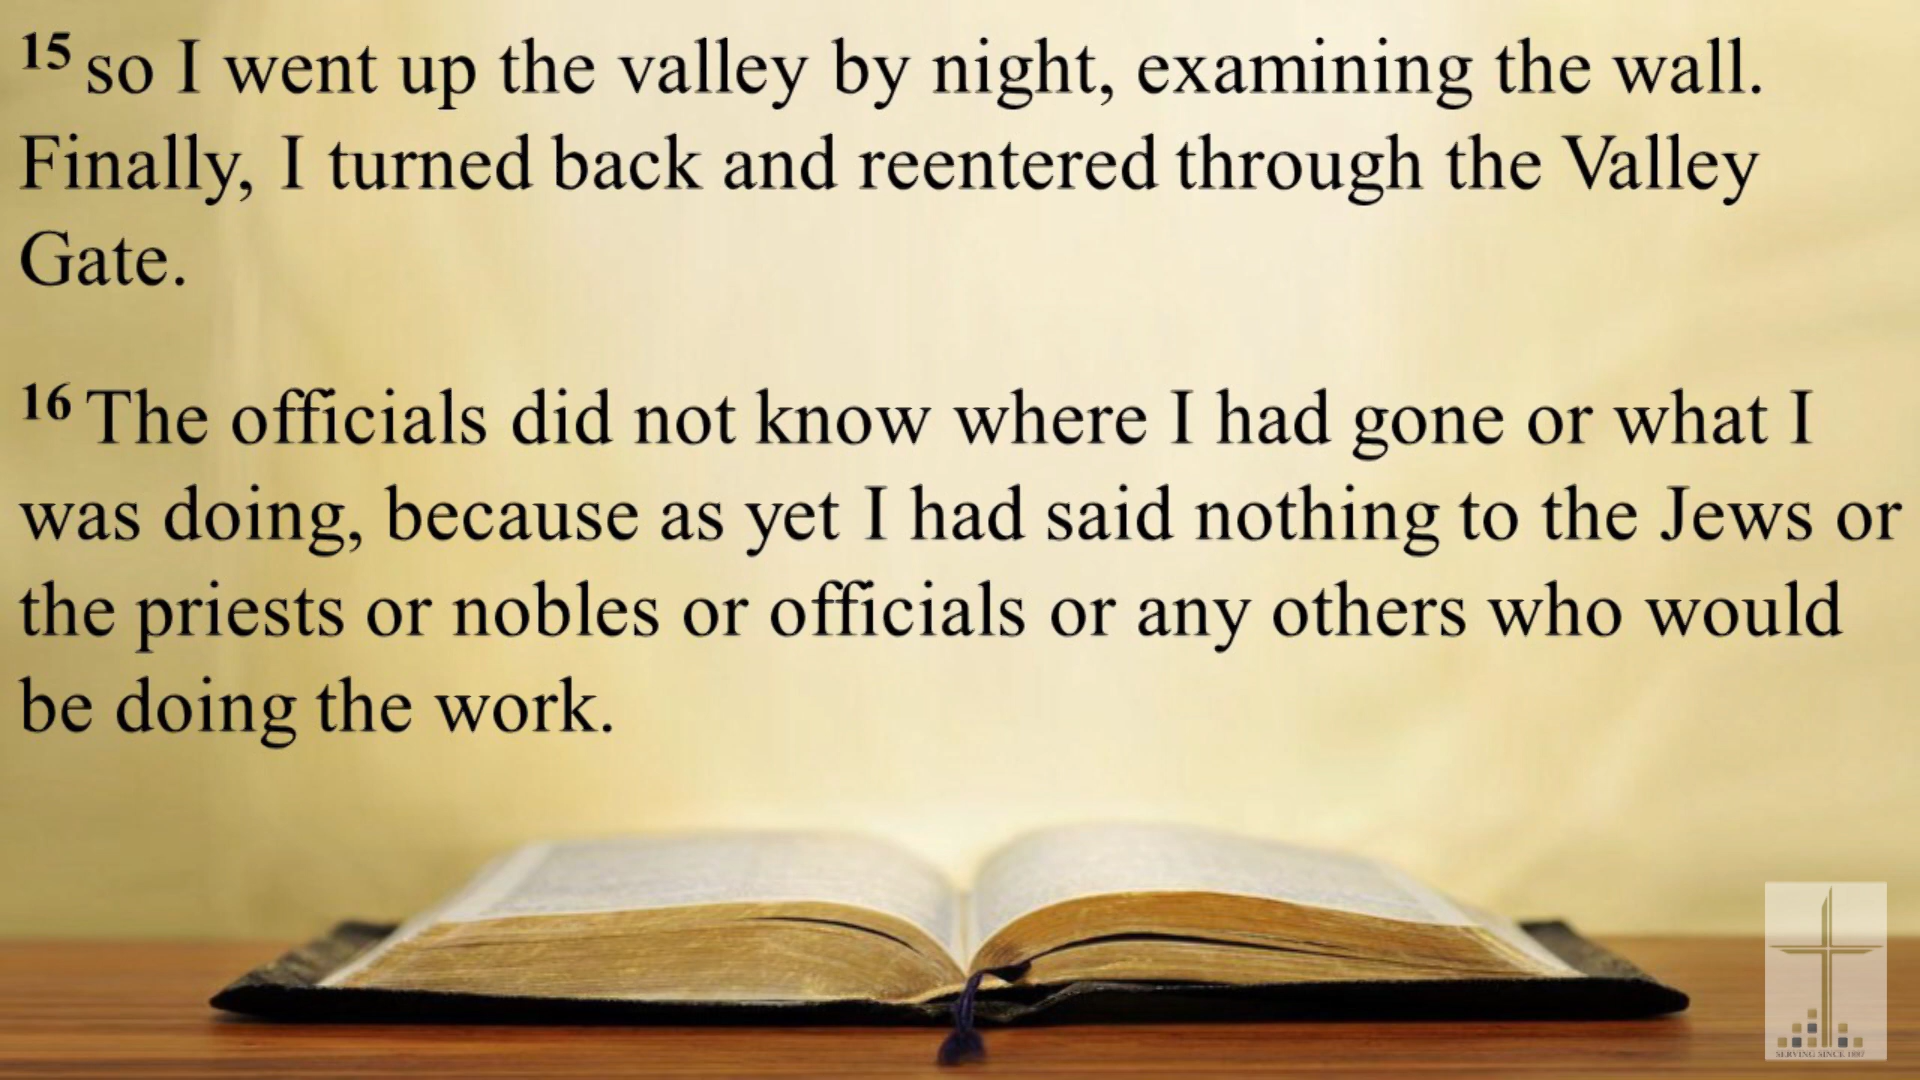 15 so I went up the valley by night, examining the wall.
Finally, I turned back and reentered through the Valley
Gate.
16 The officials did not know where I had gone or what I
was doing, because as yet I had said nothing to the Jews or
the priests or nobles or officials or any others who would
be doing the work.
SERVING SINCE 1897